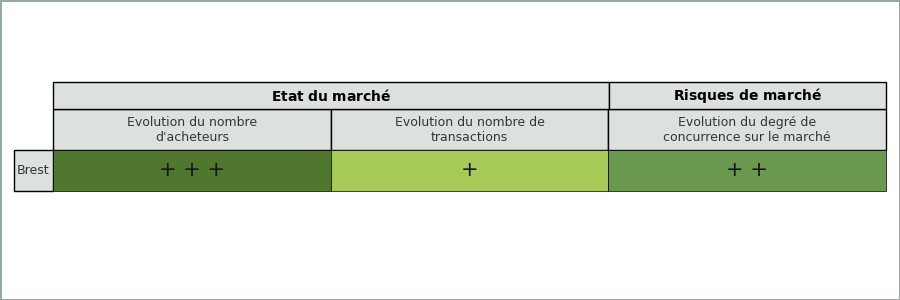 Etat du marché
Risques de marché
Evolution du nombre
d'acheteurs
Evolution du nombre de
transactions
Evolution du degré de
concurrence sur le marché
Brest
+ + +
+
+ +